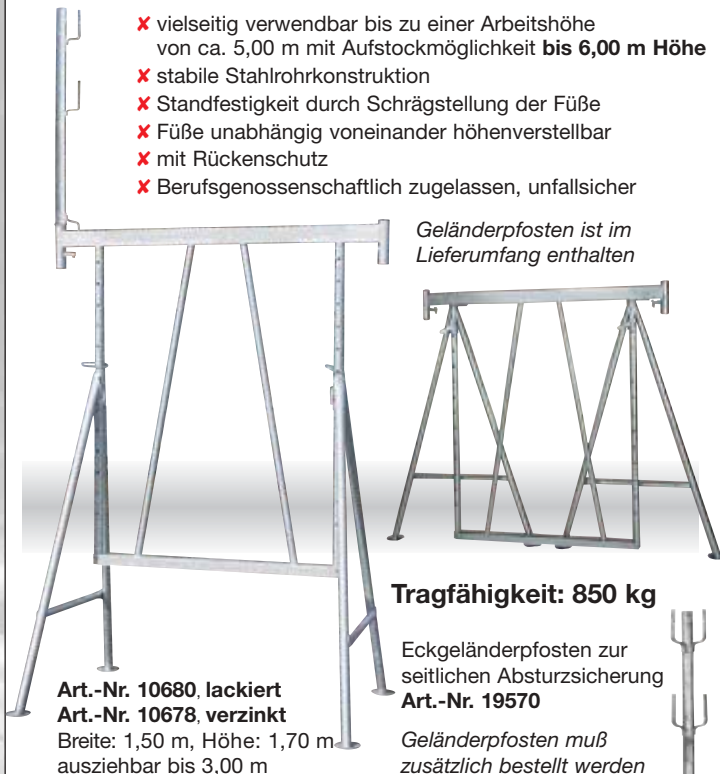 ✘ vielseitig verwendbar bis zu einer Arbeitshöhe
von ca. 5,00 m mit Aufstockmöglichkeit bis 6,00 m Höhe
✘ stabile Stahlrohrkonstruktion
✘ Standfestigkeit durch Schrägstellung der Füße
✘ Füße unabhängig voneinander höhenverstellbar
✘ mit Rückenschutz
✘ Berufsgenossenschaftlich zugelassen, unfallsicher
Geländerpfosten ist im
Lieferumfang enthalten
Tragfähigkeit: 850 kg
Eckgeländerpfosten zur
seitlichen Absturzsicherung
Art.-Nr. 19570
Geländerpfosten muß
zusätzlich bestellt werden
Art.-Nr. 10680, lackiert
Art.-Nr. 10678, verzinkt
Breite: 1,50 m, Höhe: 1,70 m
ausziehbar bis 3,00 m